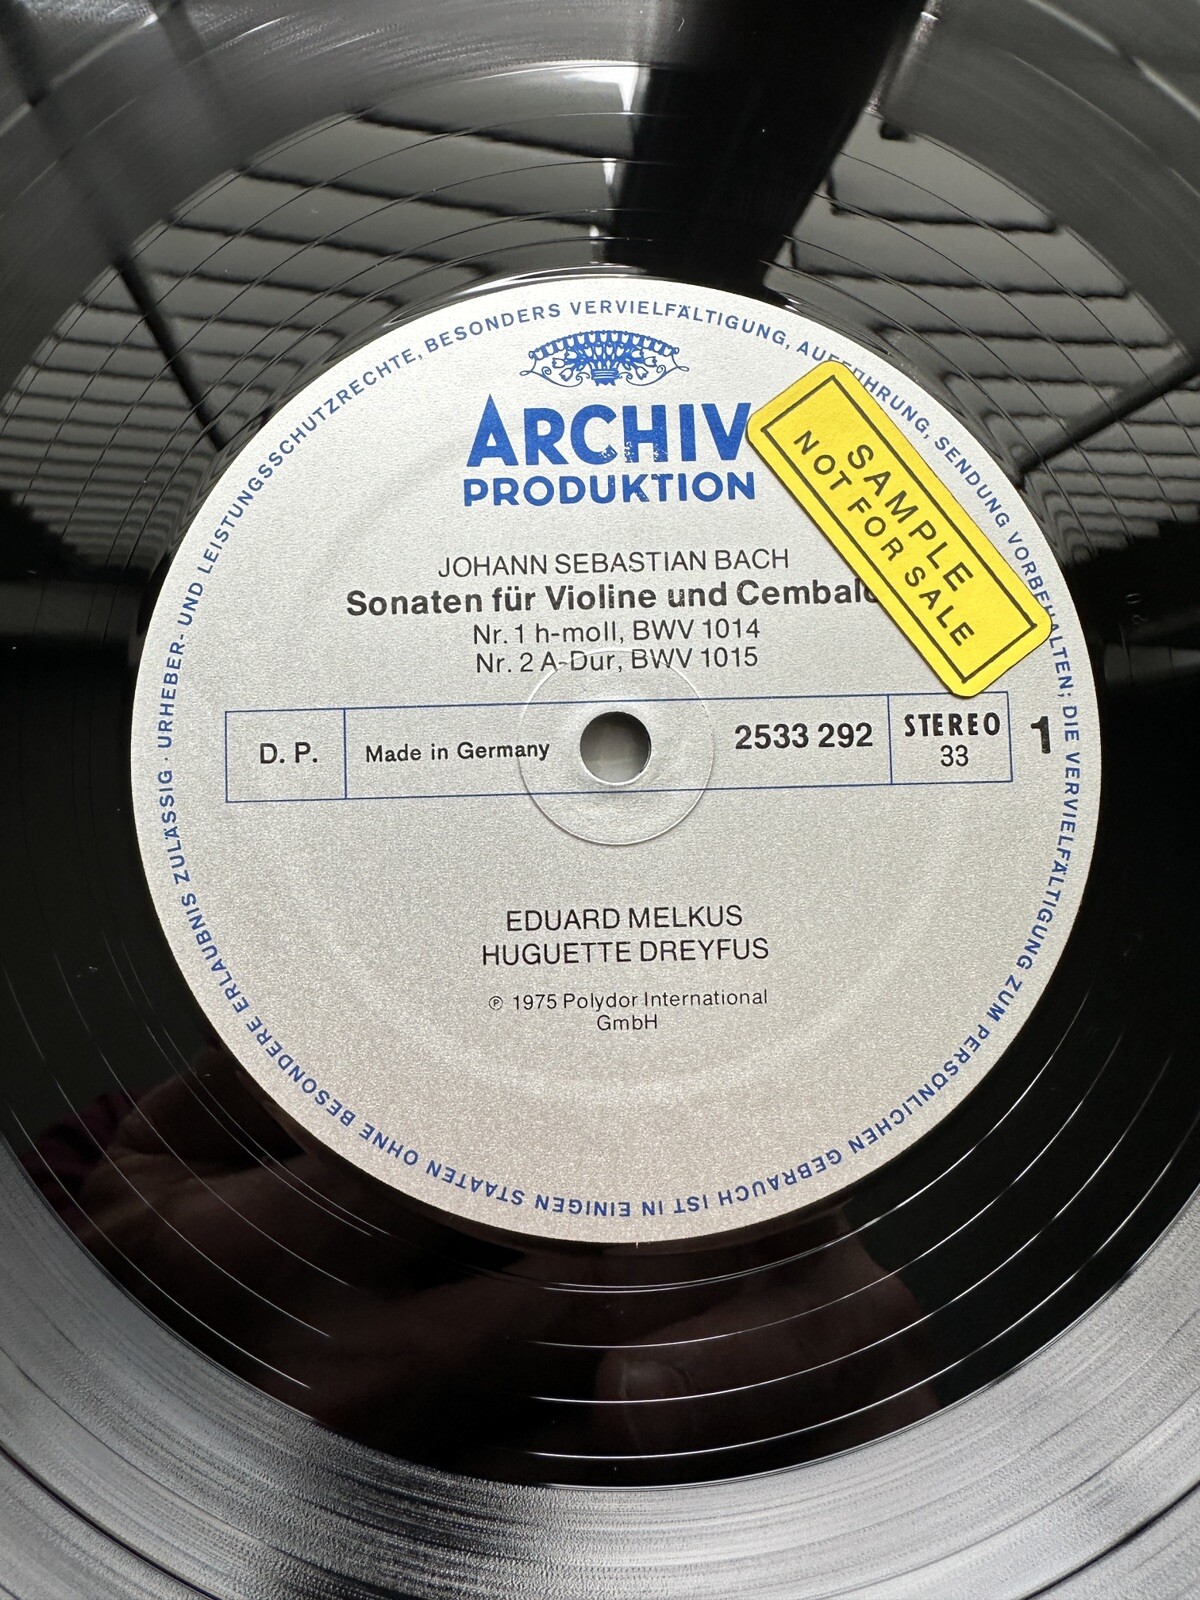 URHEBER- UND LEISTUNGSSCHUTZRECHTE, BESONDERS VERVIELFÄLTIGUNG, AUFFÜHRUNG, SENDUNG VORBEHALTEN; DIE VERVIELFÄLTIGUNG ZUM PERSÖNLICHEN GEBRAUCH IST IN EINIGEN STAATEN OHNE BESONDERE ERLAUBNIS ZULÄSSIG ·
ARCHIV
PRODUKTION
SAMPLE
NOT FOR SALE
JOHANN SEBASTIAN BACH
Sonaten für Violine und Cembalo
Nr. 1 h-moll, BWV 1014
Nr. 2 A-Dur, BWV 1015
D. P. Made in Germany 2533 292 STEREO 1
33
EDUARD MELKUS
HUGUETTE DREYFUS
℗ 1975 Polydor International
GmbH